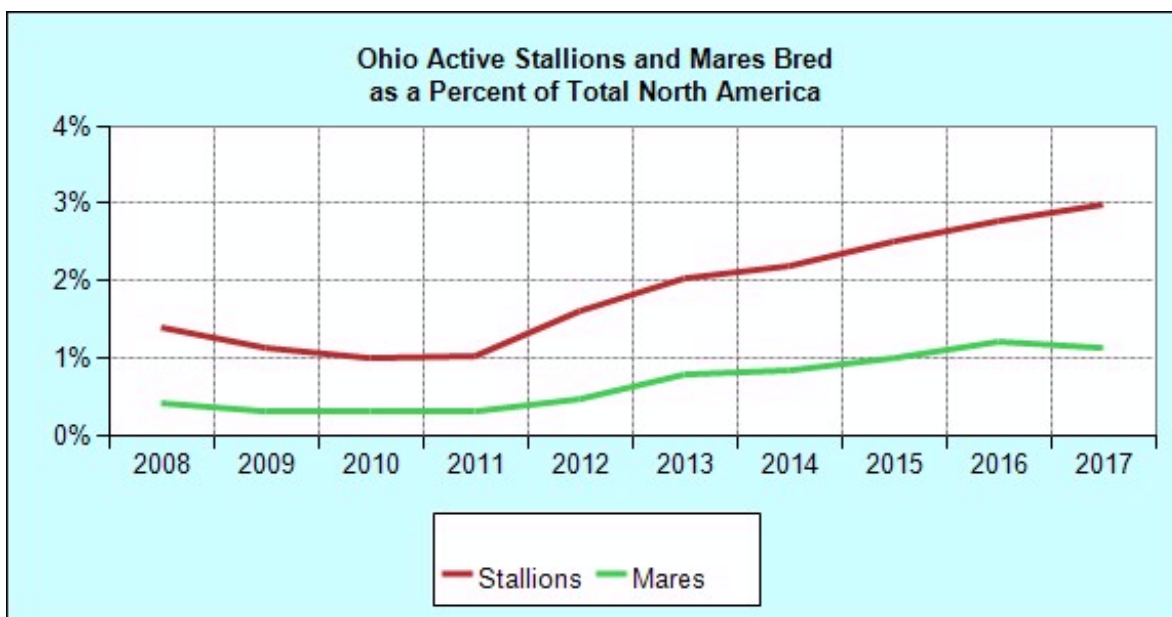 Ohio Active Stallions and Mares Bred
as a Percent of Total North America
4%
3%
2%
1%
0%
2008 2009 2010 2011 2012 2013 2014 2015 2016 2017
Stallions Mares